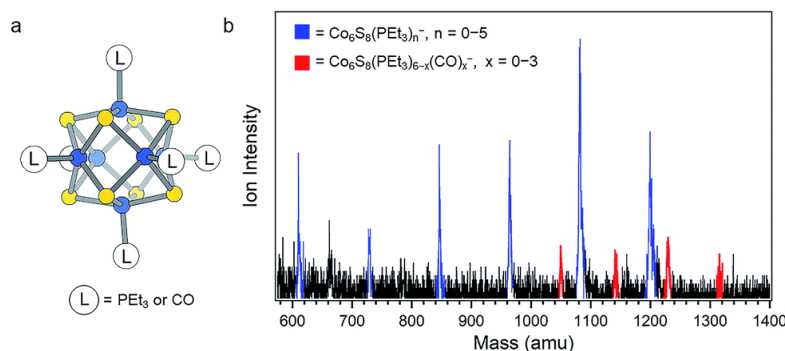 a
L
L
L
L
L
L = PEt₃ or CO
b
= Co₆S₈(PEt₃)ₙ⁻, n = 0–5
= Co₆S₈(PEt₃)₆₋ₓ(CO)ₓ⁻, x = 0–3
Ion Intensity
600 700 800 900 1000 1100 1200 1300 1400
Mass (amu)